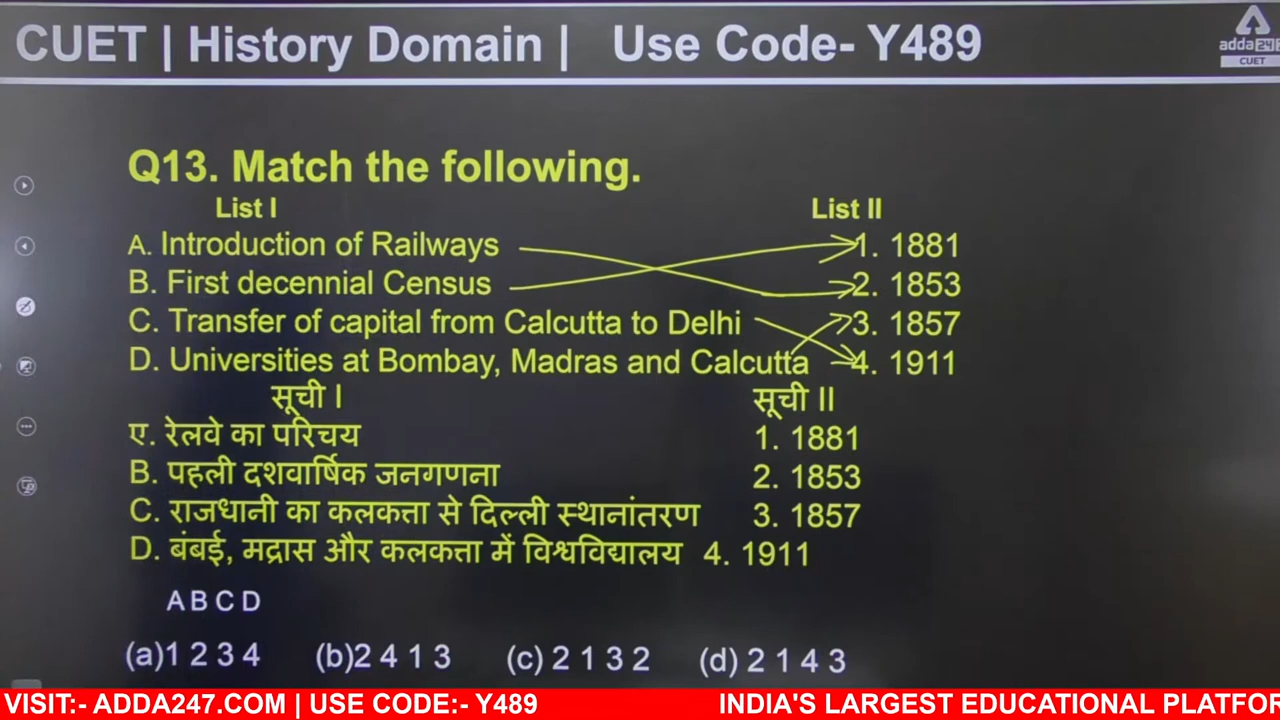 CUET | History Domain | Use Code- Y489
adda247
CUET
Q13. Match the following.
List I List II
A. Introduction of Railways 1. 1881
B. First decennial Census 2. 1853
C. Transfer of capital from Calcutta to Delhi 3. 1857
D. Universities at Bombay, Madras and Calcutta 4. 1911
सूची I सूची II
ए. रेलवे का परिचय 1. 1881
B. पहली दशवार्षिक जनगणना 2. 1853
C. राजधानी का कलकत्ता से दिल्ली स्थानांतरण 3. 1857
D. बंबई, मद्रास और कलकत्ता में विश्वविद्यालय 4. 1911
A B C D
(a)1 2 3 4 (b)2 4 1 3 (c) 2 1 3 2 (d) 2 1 4 3
VISIT:- ADDA247.COM | USE CODE:- Y489 INDIA'S LARGEST EDUCATIONAL PLATFOR